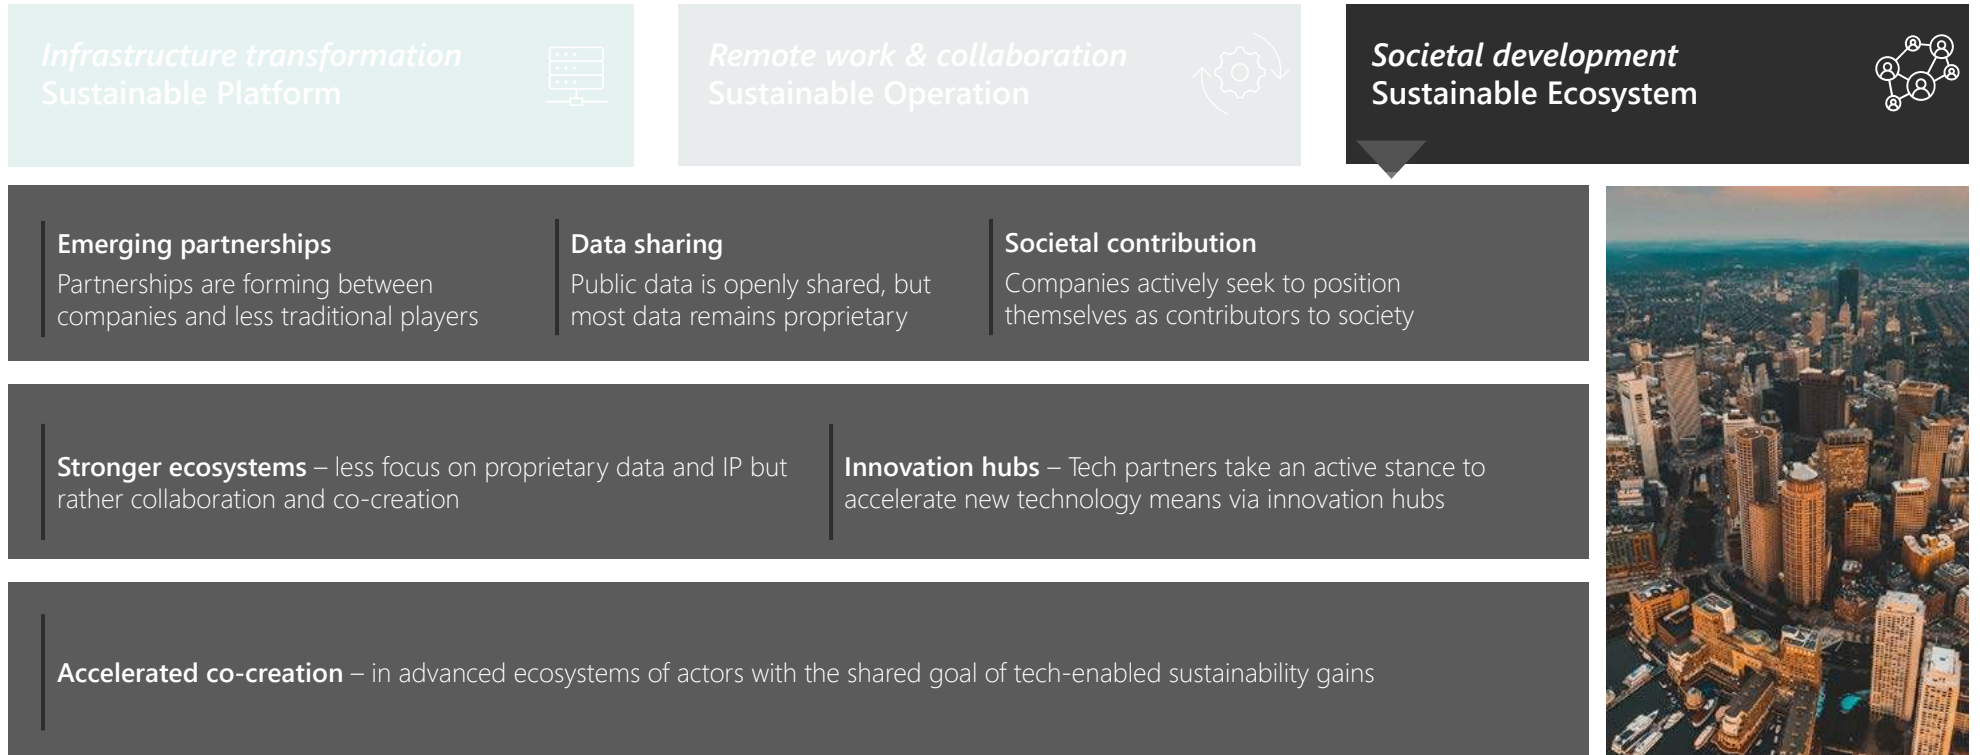 Infrastructure transformation
Sustainable Platform
Remote work & collaboration
Sustainable Operation
Societal development
Sustainable Ecosystem
Emerging partnerships
Partnerships are forming between
companies and less traditional players
Data sharing
Public data is openly shared, but
most data remains proprietary
Societal contribution
Companies actively seek to position
themselves as contributors to society
Stronger ecosystems – less focus on proprietary data and IP but
rather collaboration and co-creation
Innovation hubs – Tech partners take an active stance to
accelerate new technology means via innovation hubs
Accelerated co-creation – in advanced ecosystems of actors with the shared goal of tech-enabled sustainability gains